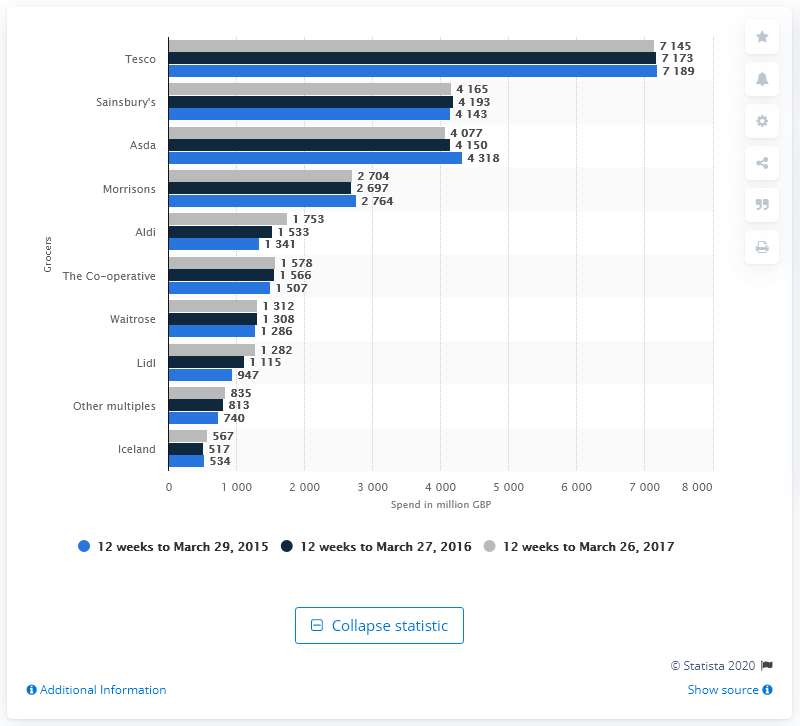 Grocers
Tesco
7 145
7 173
7 189
Sainsbury's
4 165
4 193
4 143
Asda
4 077
4 150
4 318
Morrisons
2 704
2 697
2 764
Aldi
1 753
1 533
1 341
The Co-operative
1 578
1 566
1 507
Waitrose
1 312
1 308
1 286
Lidl
1 282
1 115
947
Other multiples
835
813
740
Iceland
567
517
534
0 1 000 2 000 3 000 4 000 5 000 6 000 7 000 8 000
Spend in million GBP
12 weeks to March 29, 2015 12 weeks to March 27, 2016 12 weeks to March 26, 2017
Collapse statistic
© Statista 2020
Additional Information Show source